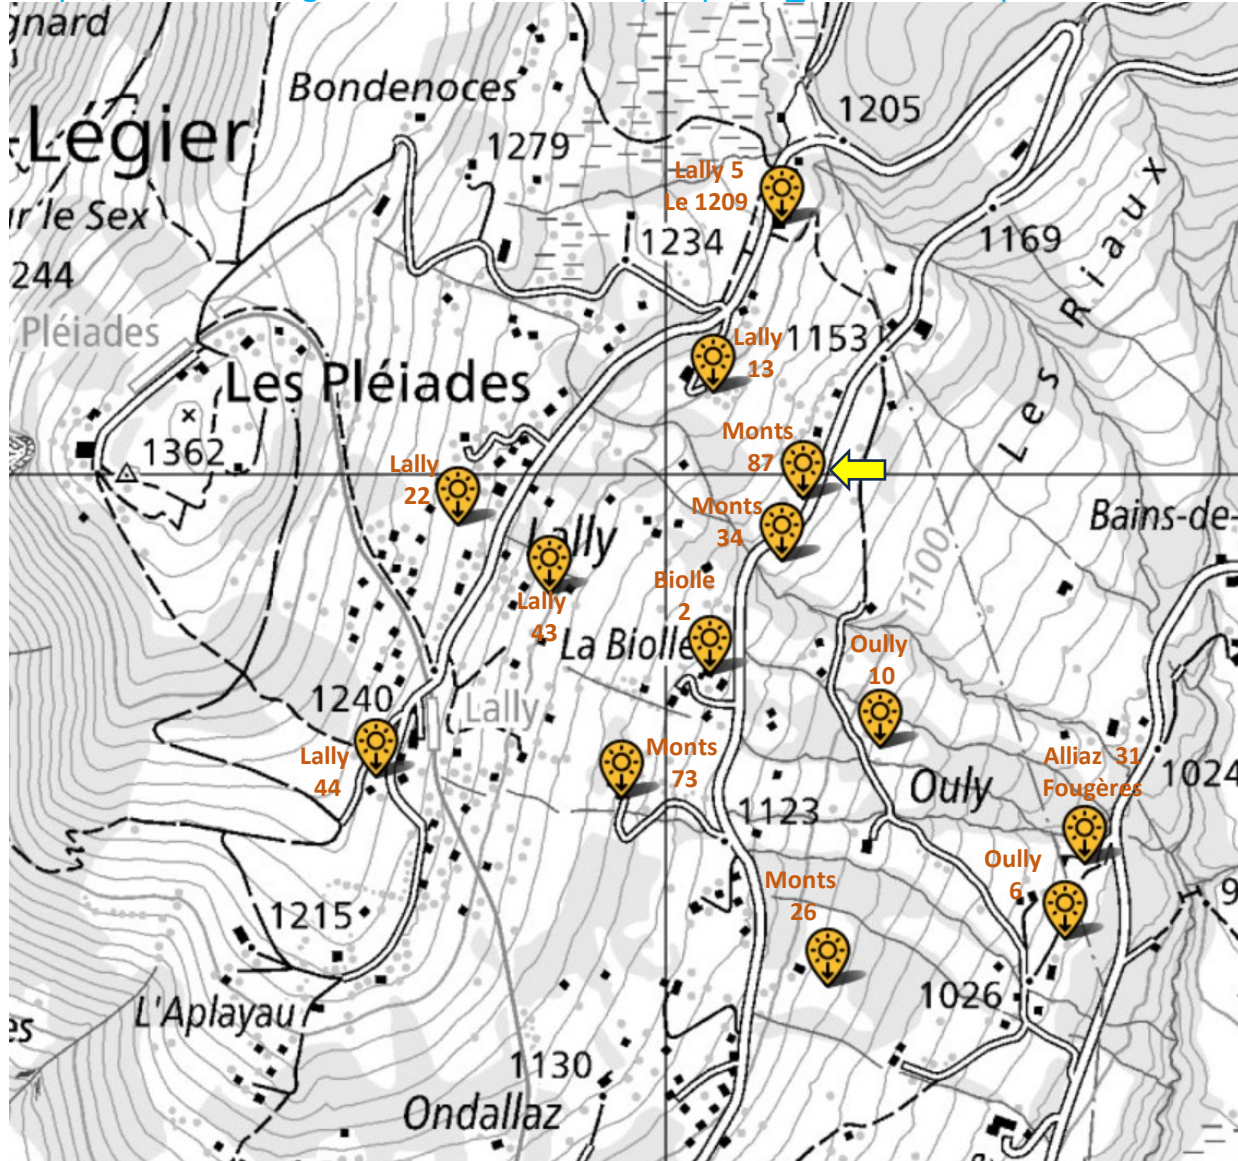 gnard
Bondenoces
1205
-Légier
1279
Lally 5
Le 1209
ur le Sex
1234
1169
244
Les Riaux
Pléiades
Lally
13
1153
Les Pléiades
1362
Monts
87
Lally
22
Monts
34
Bains-de-
Lally
1-100
Biolle
2
Lally
43
La Biolle
Oully
10
1240
Lally
Lally
44
Monts
73
Alliaz 31
Fougères
1024
Ouly
1123
Oully
6
Monts
26
9
1215
1026
L'Aplayau
es
1130
Ondallaz